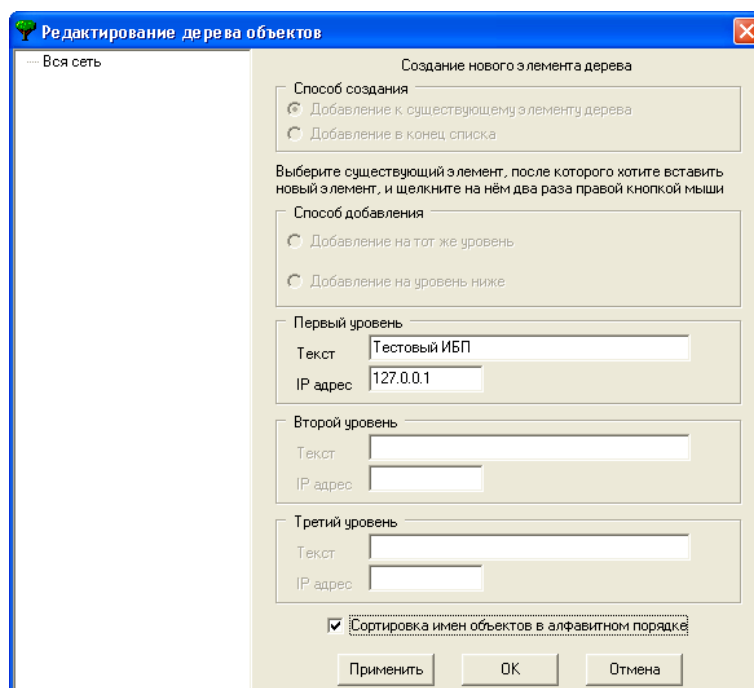 Редактирование дерева объектов
Вся сеть
Создание нового элемента дерева
Способ создания
Добавление к существующему элементу дерева
Добавление в конец списка
Выберите существующий элемент, после которого хотите вставить
новый элемент, и щелкните на нём два раза правой кнопкой мыши
Способ добавления
Добавление на тот же уровень
Добавление на уровень ниже
Первый уровень
Текст Тестовый ИБП
IP адрес 127.0.0.1
Второй уровень
Текст
IP адрес
Третий уровень
Текст
IP адрес
Сортировка имен объектов в алфавитном порядке
Применить OK Отмена